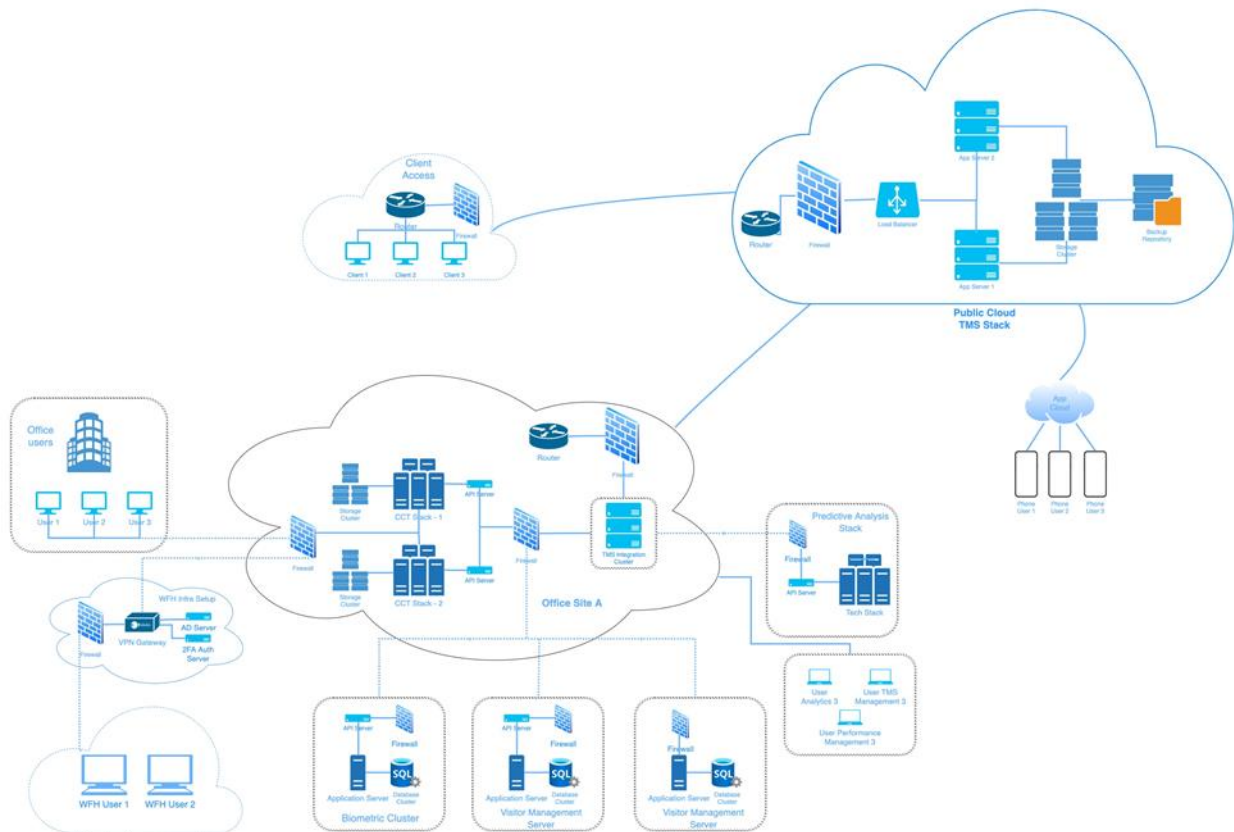 Client
Access
Router
Firewall
Client 1
Client 2
Client 3
App Server 2
Router
Firewall
Load Balancer
App Server 1
Storage
Cluster
Backup
Repository
Public Cloud
TMS Stack
App
Cloud
Phone
User 1
Phone
User 2
Phone
User 3
Office
users
User 1
User 2
User 3
Router
Firewall
Storage
Cluster
CCT Stack - 1
API Server
Firewall
Firewall
TMS Integration
Cluster
Storage
Cluster
CCT Stack - 2
API Server
Office Site A
Predictive Analysis
Stack
Firewall
API Server
Tech Stack
WFH Infra Setup
Firewall
VPN Gateway
AD Server
2FA Auth
Server
User
Analytics 3
User TMS
Management 3
User Performance
Management 3
WFH User 1
WFH User 2
API Server
Firewall
Application Server
SQL
Database
Cluster
Biometric Cluster
API Server
Firewall
Application Server
SQL
Database
Cluster
Visitor Management
Server
Firewall
Application Server
SQL
Database
Cluster
Visitor Management
Server